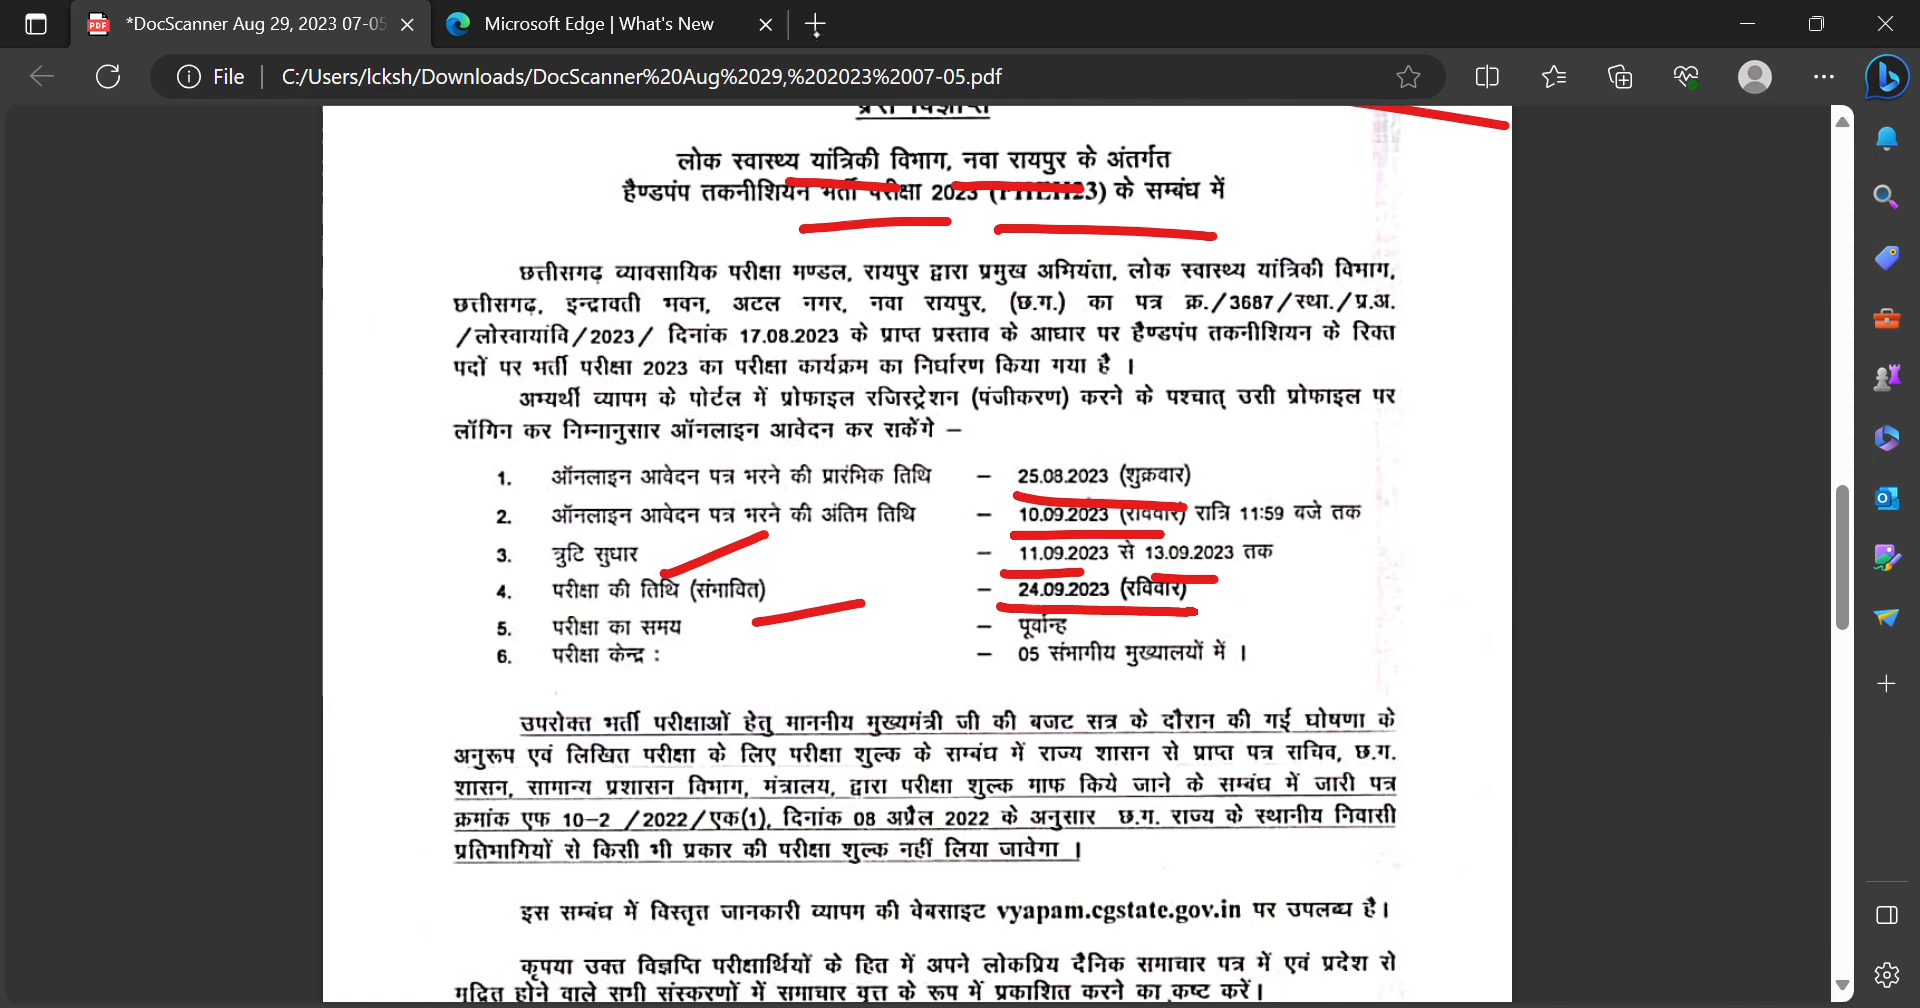 *DocScanner Aug 29, 2023 07-05
Microsoft Edge | What's New
File
C:/Users/lcksh/Downloads/DocScanner%20Aug%2029,%202023%2007-05.pdf
प्रेस विज्ञप्ति
लोक स्वास्थ्य यांत्रिकी विभाग, नवा रायपुर के अंतर्गत
हैण्डपंप तकनीशियन भर्ती परीक्षा 2023 (PHEH23) के सम्बंध में
छत्तीसगढ़ व्यावसायिक परीक्षा मण्डल, रायपुर द्वारा प्रमुख अभियंता, लोक स्वास्थ्य यांत्रिकी विभाग,
छत्तीसगढ़, इन्द्रावती भवन, अटल नगर, नवा रायपुर, (छ.ग.) का पत्र क्र./3687/स्था./प्र.अ.
/लोस्वायांवि/2023/ दिनांक 17.08.2023 के प्राप्त प्रस्ताव के आधार पर हैण्डपंप तकनीशियन के रिक्त
पदों पर भर्ती परीक्षा 2023 का परीक्षा कार्यक्रम का निर्धारण किया गया है ।
अभ्यर्थी व्यापम के पोर्टल में प्रोफाइल रजिस्ट्रेशन (पंजीकरण) करने के पश्चात् उसी प्रोफाइल पर
लॉगिन कर निम्नानुसार ऑनलाइन आवेदन कर सकेंगे –
1. ऑनलाइन आवेदन पत्र भरने की प्रारंभिक तिथि – 25.08.2023 (शुक्रवार)
2. ऑनलाइन आवेदन पत्र भरने की अंतिम तिथि – 10.09.2023 (रविवार) रात्रि 11:59 बजे तक
3. त्रुटि सुधार – 11.09.2023 से 13.09.2023 तक
4. परीक्षा की तिथि (संभावित) – 24.09.2023 (रविवार)
5. परीक्षा का समय – पूर्वान्ह
6. परीक्षा केन्द्र : – 05 संभागीय मुख्यालयों में ।
उपरोक्त भर्ती परीक्षाओं हेतु माननीय मुख्यमंत्री जी की बजट सत्र के दौरान की गई घोषणा के
अनुरूप एवं लिखित परीक्षा के लिए परीक्षा शुल्क के सम्बंध में राज्य शासन से प्राप्त पत्र सचिव, छ.ग.
शासन, सामान्य प्रशासन विभाग, मंत्रालय, द्वारा परीक्षा शुल्क माफ किये जाने के सम्बंध में जारी पत्र
क्रमांक एफ 10–2 /2022/एक(1), दिनांक 08 अप्रैल 2022 के अनुसार छ.ग. राज्य के स्थानीय निवासी
प्रतिभागियों से किसी भी प्रकार की परीक्षा शुल्क नहीं लिया जावेगा ।
इस सम्बंध में विस्तृत जानकारी व्यापम की वेबसाइट vyapam.cgstate.gov.in पर उपलब्ध है।
कृपया उक्त विज्ञप्ति परीक्षार्थियों के हित में अपने लोकप्रिय दैनिक समाचार पत्र में एवं प्रदेश से
मुद्रित होने वाले सभी संस्करणों में समाचार वृत्त के रूप में प्रकाशित करने का कष्ट करें।